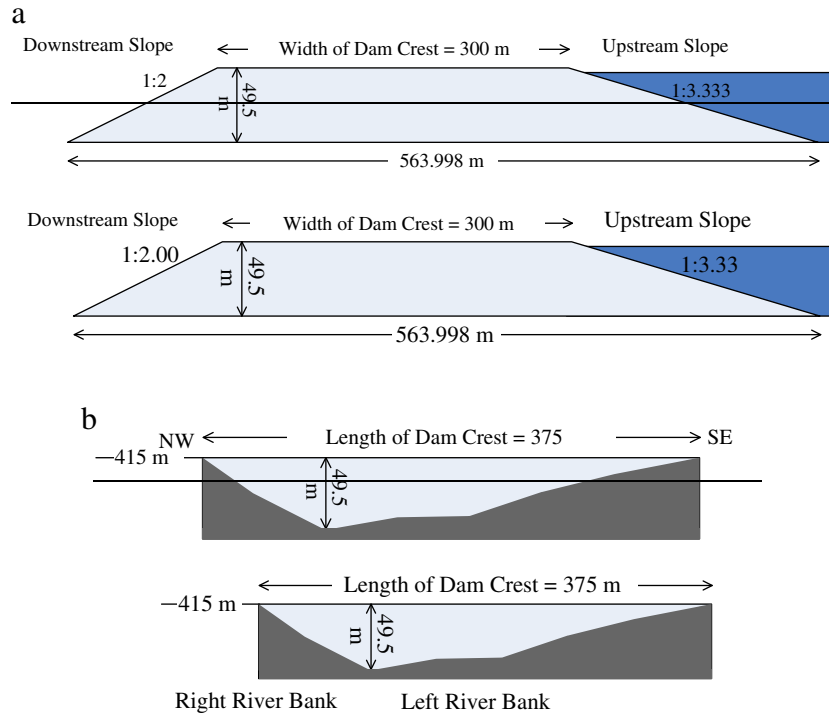 a
Downstream Slope
Width of Dam Crest = 300 m
Upstream Slope
1:2
49.5
m
1:3.333
563.998 m
Downstream Slope
Width of Dam Crest = 300 m
Upstream Slope
1:2.00
49.5
m
1:3.33
563.998 m
b
NW
Length of Dam Crest = 375
SE
415 m
49.5
m
Length of Dam Crest = 375 m
415 m
49.5
m
Right River Bank
Left River Bank